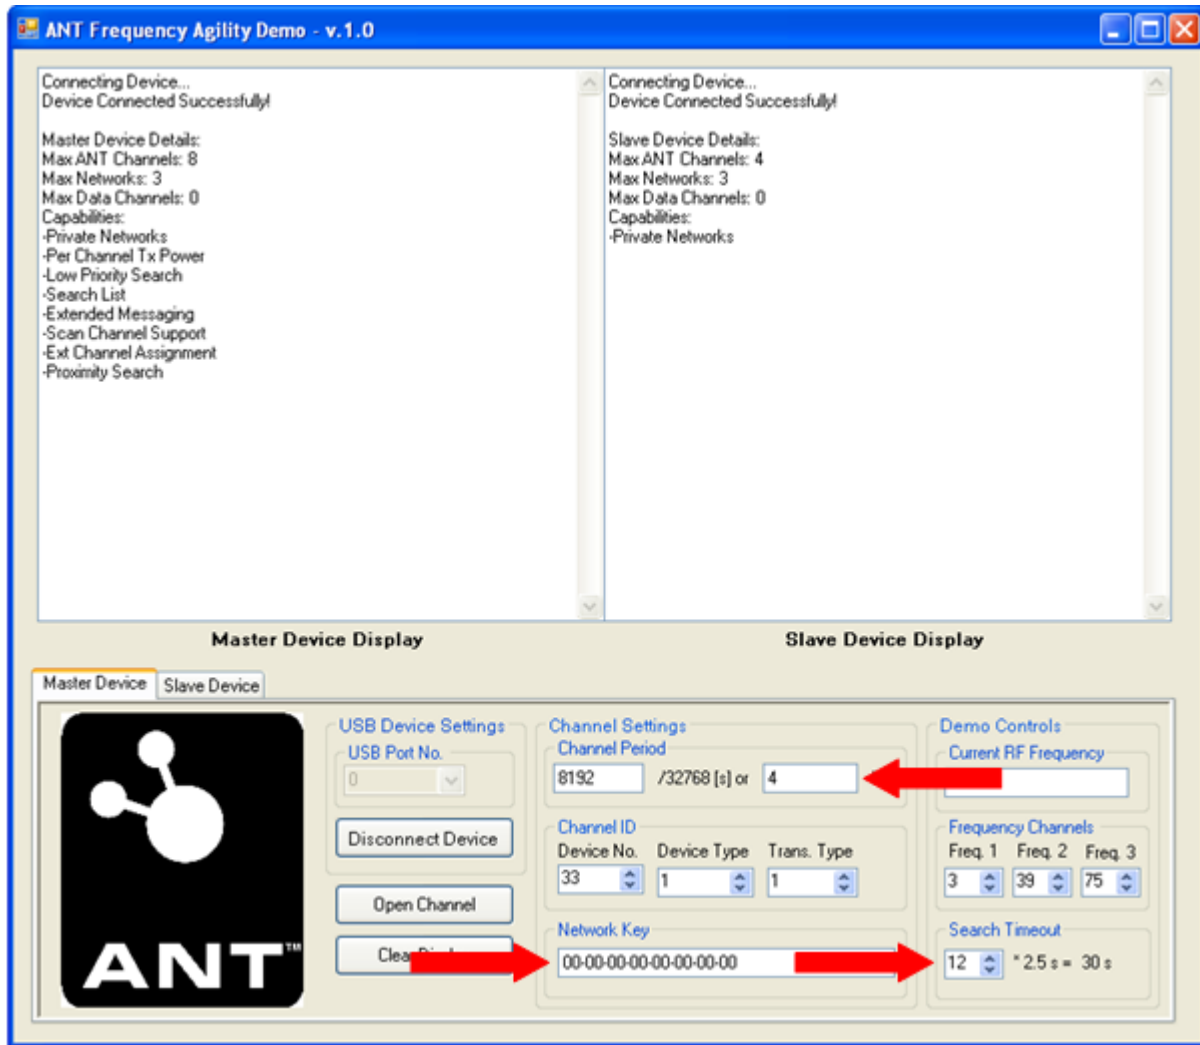 ANT Frequency Agility Demo - v.1.0
Connecting Device...
Device Connected Successfully!
Master Device Details:
Max ANT Channels: 8
Max Networks: 3
Max Data Channels: 0
Capabilities:
-Private Networks
-Per Channel Tx Power
-Low Priority Search
-Search List
-Extended Messaging
-Scan Channel Support
-Ext Channel Assignment
-Proximity Search
Connecting Device...
Device Connected Successfully!
Slave Device Details:
Max ANT Channels: 4
Max Networks: 3
Max Data Channels: 0
Capabilities:
-Private Networks
Master Device Display
Slave Device Display
Master Device
Slave Device
ANT™
USB Device Settings
USB Port No.
0
Disconnect Device
Open Channel
Channel Settings
Channel Period
8192 /32768 [s] or 4
Channel ID
Device No. Device Type Trans. Type
33 1 1
Network Key
00-00-00-00-00-00-00-00
Demo Controls
Current RF Frequency
Frequency Channels
Freq. 1 Freq. 2 Freq. 3
3 39 75
Search Timeout
12 * 2.5 s = 30 s